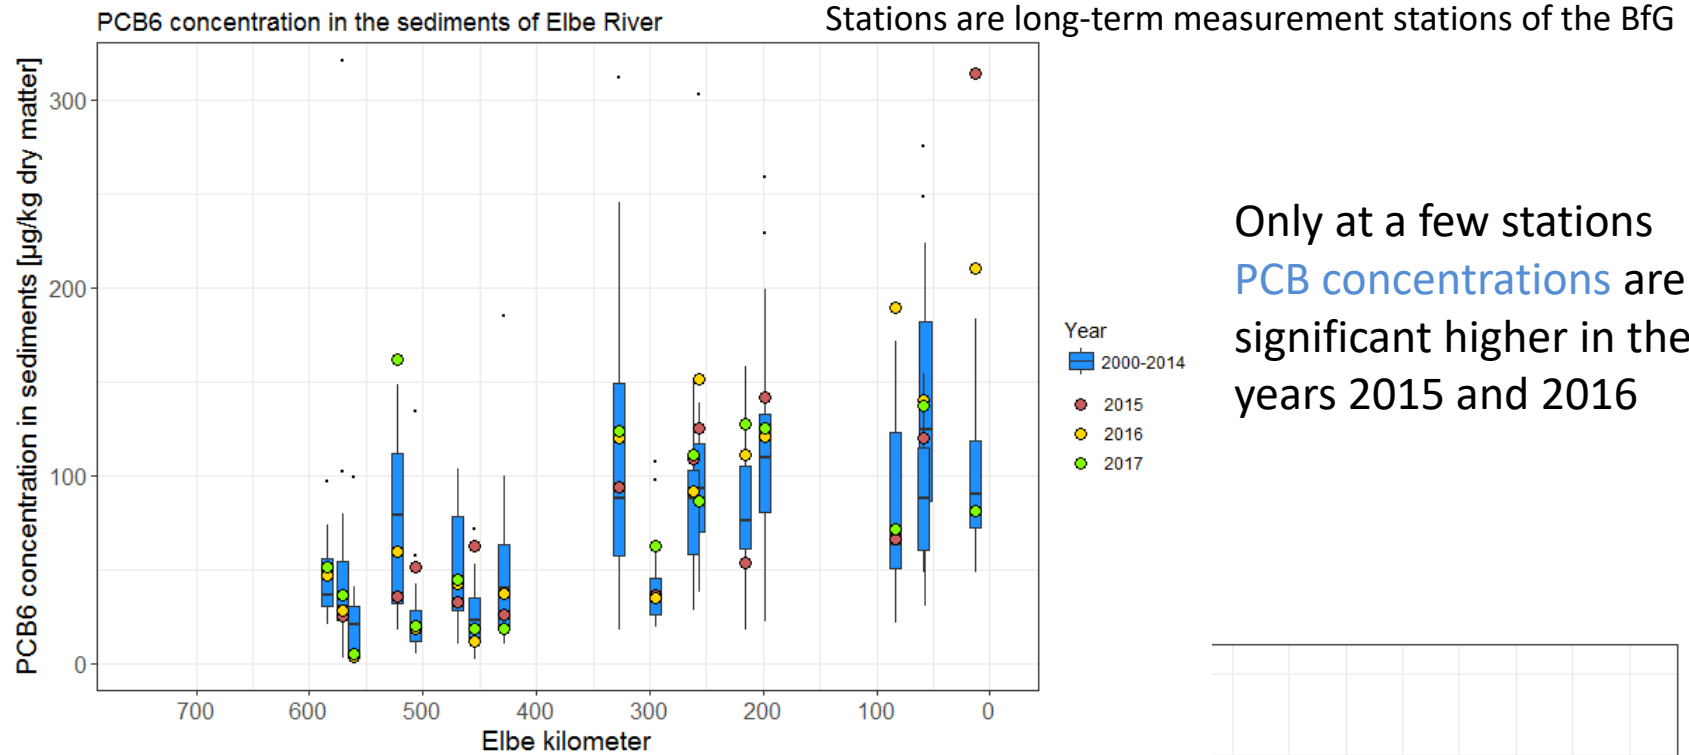 PCB6 concentration in the sediments of Elbe River
Stations are long-term measurement stations of the BfG
PCB6 concentration in sediments [µg/kg dry matter]
300
200
100
0
700
600
500
400
300
200
100
0
Elbe kilometer
Year
2000-2014
2015
2016
2017
Only at a few stations
PCB concentrations are
significant higher in the
years 2015 and 2016